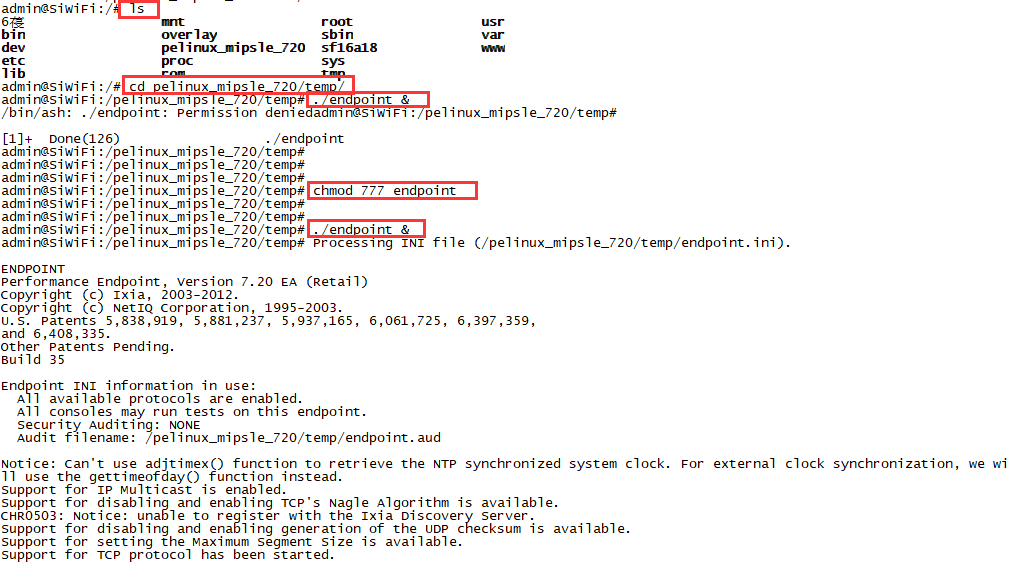 admin@SiWiFi:/# ls
6葠 mnt root usr
bin overlay sbin var
dev pelinux_mipsle_720 sf16a18 www
etc proc sys
lib rom tmp
admin@SiWiFi:/# cd pelinux_mipsle_720/temp/
admin@SiWiFi:/pelinux_mipsle_720/temp# ./endpoint &
/bin/ash: ./endpoint: Permission deniedadmin@SiWiFi:/pelinux_mipsle_720/temp#
[1]+  Done(126)                  ./endpoint
admin@SiWiFi:/pelinux_mipsle_720/temp#
admin@SiWiFi:/pelinux_mipsle_720/temp#
admin@SiWiFi:/pelinux_mipsle_720/temp#
admin@SiWiFi:/pelinux_mipsle_720/temp# chmod 777 endpoint
admin@SiWiFi:/pelinux_mipsle_720/temp#
admin@SiWiFi:/pelinux_mipsle_720/temp#
admin@SiWiFi:/pelinux_mipsle_720/temp# ./endpoint &
admin@SiWiFi:/pelinux_mipsle_720/temp# Processing INI file (/pelinux_mipsle_720/temp/endpoint.ini).
ENDPOINT
Performance Endpoint, Version 7.20 EA (Retail)
Copyright (c) Ixia, 2003-2012.
Copyright (c) NetIQ Corporation, 1995-2003.
U.S. Patents 5,838,919, 5,881,237, 5,937,165, 6,061,725, 6,397,359,
and 6,408,335.
Other Patents Pending.
Build 35
Endpoint INI information in use:
All available protocols are enabled.
All consoles may run tests on this endpoint.
Security Auditing: NONE
Audit filename: /pelinux_mipsle_720/temp/endpoint.aud
Notice: Can't use adjtimex() function to retrieve the NTP synchronized system clock. For external clock synchronization, we wi
ll use the gettimeofday() function instead.
Support for IP Multicast is enabled.
Support for disabling and enabling TCP's Nagle Algorithm is available.
CHR0503: Notice: unable to register with the Ixia Discovery Server.
Support for disabling and enabling generation of the UDP checksum is available.
Support for setting the Maximum Segment Size is available.
Support for TCP protocol has been started.